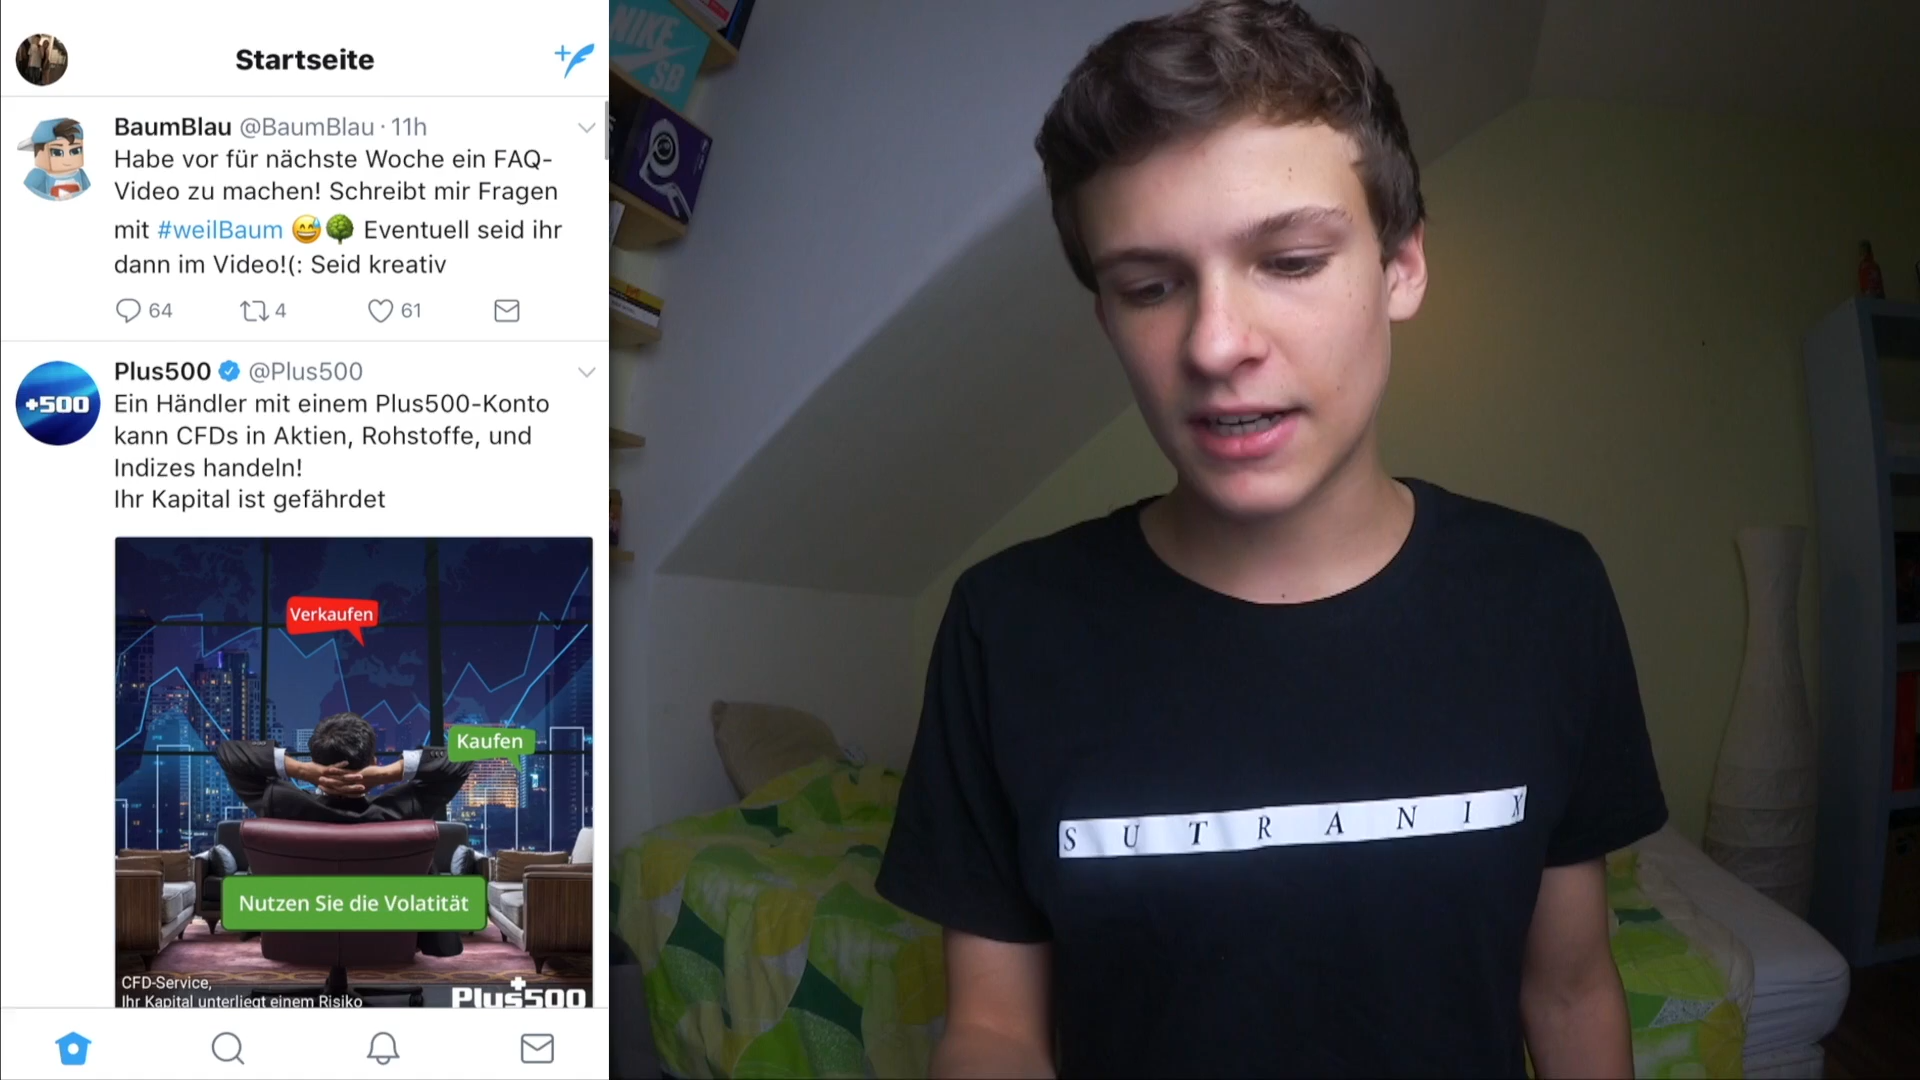 Startseite
BaumBlau @BaumBlau · 11h
Habe vor für nächste Woche ein FAQ-
Video zu machen! Schreibt mir Fragen
mit #weilBaum 😅🌳 Eventuell seid ihr
dann im Video!(: Seid kreativ
64 4 61
Plus500 @Plus500
+500
Ein Händler mit einem Plus500-Konto
kann CFDs in Aktien, Rohstoffe, und
Indizes handeln!
Ihr Kapital ist gefährdet
Verkaufen
Kaufen
Nutzen Sie die Volatität
CFD-Service,
Ihr Kapital unterliegt einem Risiko
Plus500
NIKE
SB
SUTRANIX